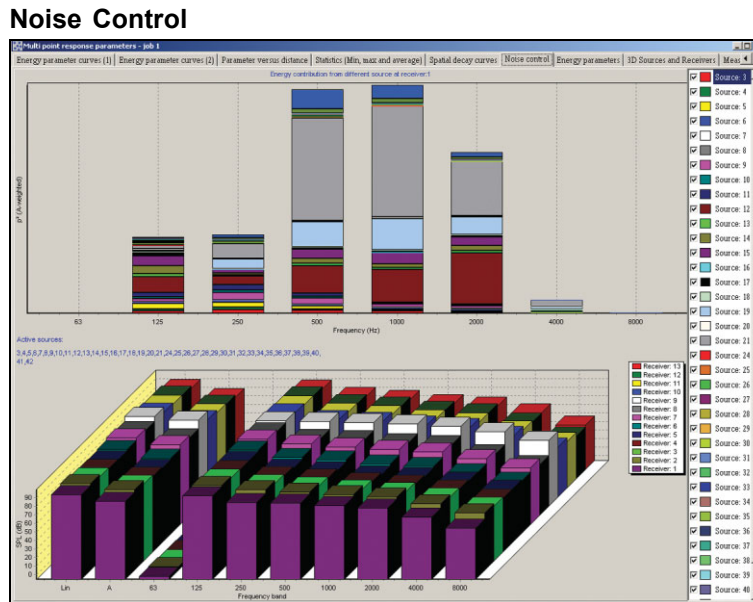 Noise Control
Multi point response parameters - job 1
Energy parameter curves (1) Energy parameter curves (2) Parameter versus distance Statistics (Min, max and average) Spatial decay curves Noise control Energy parameters 3D Sources and Receivers Meas
Energy contribution from different source at receiver:1
p² (A-weighted)
63 125 250 500 1000 2000 4000 8000
Frequency (Hz)
Active sources:
3,4,5,6,7,8,9,10,11,12,13,14,15,16,17,18,19,20,21,24,25,26,27,28,29,30,31,32,33,34,35,36,37,38,39,40,
41,42
Receiver: 13
Receiver: 12
Receiver: 11
Receiver: 10
Receiver: 9
Receiver: 8
Receiver: 7
Receiver: 6
Receiver: 5
Receiver: 4
Receiver: 3
Receiver: 2
Receiver: 1
SPL (dB)
90
80
70
60
50
40
30
20
10
0
Lin A 63 125 250 500 1000 2000 4000 8000
Frequency band
Source: 3
Source: 4
Source: 5
Source: 6
Source: 7
Source: 8
Source: 9
Source: 10
Source: 11
Source: 12
Source: 13
Source: 14
Source: 15
Source: 16
Source: 17
Source: 18
Source: 19
Source: 20
Source: 21
Source: 24
Source: 25
Source: 26
Source: 27
Source: 28
Source: 29
Source: 30
Source: 31
Source: 32
Source: 33
Source: 34
Source: 35
Source: 36
Source: 37
Source: 38
Source: 39
Source: 40